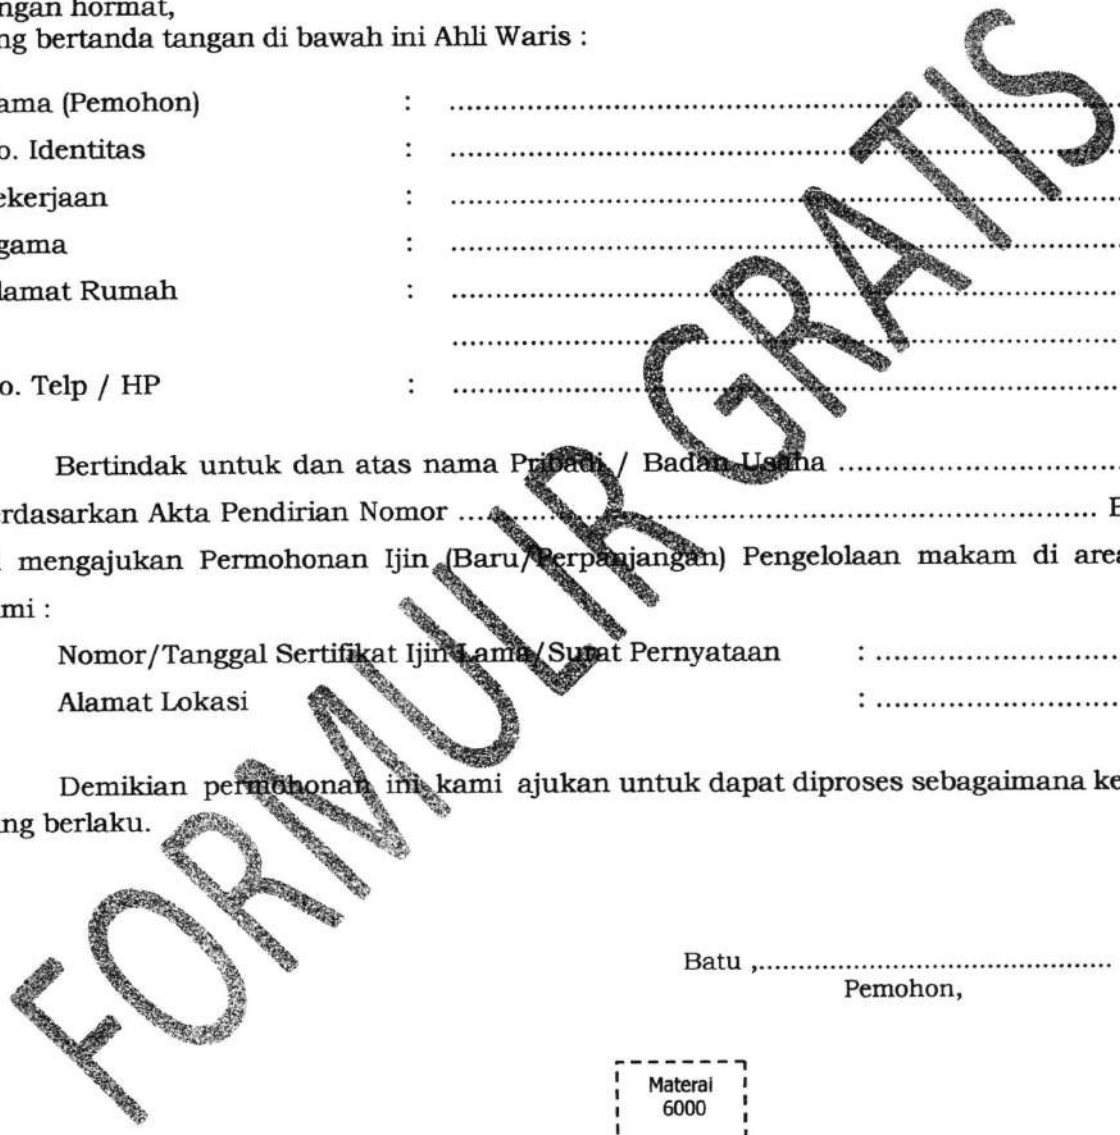 ngan hormat,
ng bertanda tangan di bawah ini Ahli Waris :
ama (Pemohon) : ..........................................................................
o. Identitas : ..........................................................................
ekerjaan : ..........................................................................
gama : ..........................................................................
lamat Rumah : ..........................................................................
..........................................................................
o. Telp / HP : ..........................................................................
Bertindak untuk dan atas nama Pribadi / Badan Usaha ................................
erdasarkan Akta Pendirian Nomor ...................................................................... B
mengajukan Permohonan Ijin (Baru/Perpanjangan) Pengelolaan makam di area
mi :
Nomor/Tanggal Sertifikat Ijin Lama/Surat Pernyataan : ...........................
Alamat Lokasi : ...........................
Demikian permohonan ini kami ajukan untuk dapat diproses sebagaimana ke
ng berlaku.
Batu ,............................................
Pemohon,
Materai
6000
FORMULIR GRATIS